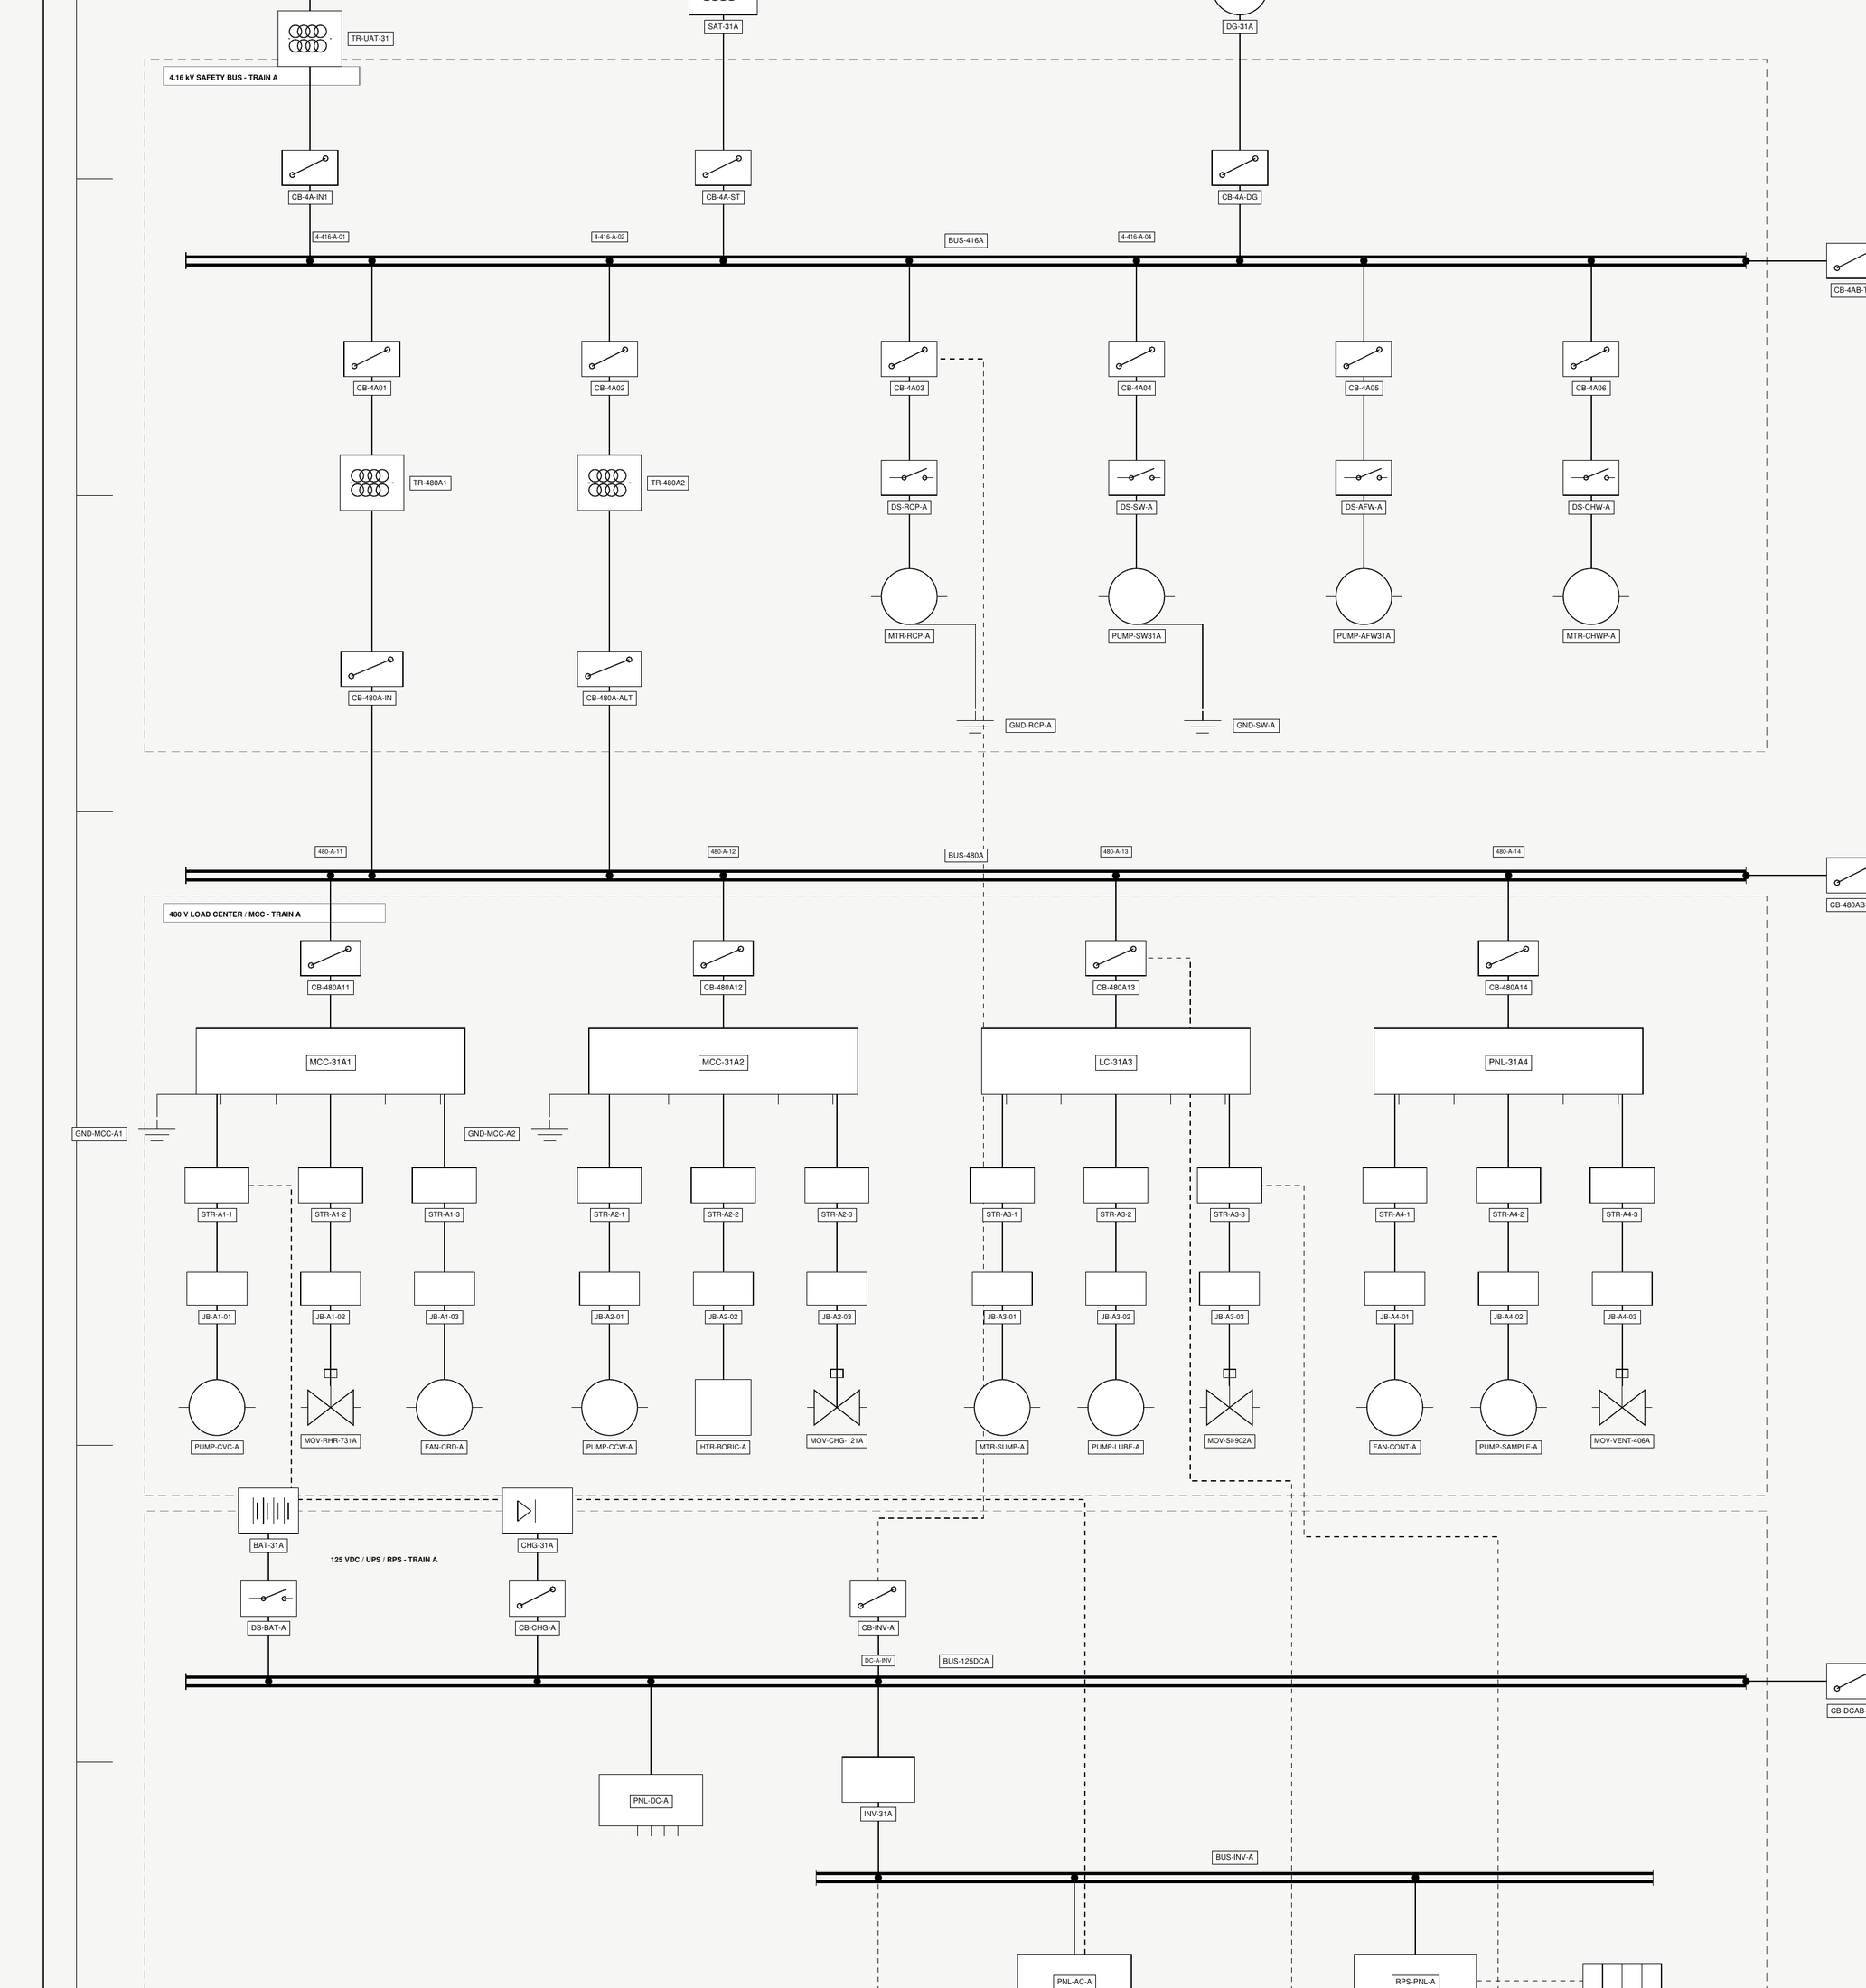 SAT-31A
DG-31A
TR-UAT-31
4.16 kV SAFETY BUS - TRAIN A
CB-4A-IN1
CB-4A-ST
CB-4A-DG
4-416-A-01
4-416-A-02
BUS-416A
4-416-A-04
CB-4AB-T
CB-4A01
CB-4A02
CB-4A03
CB-4A04
CB-4A05
CB-4A06
TR-480A1
TR-480A2
DS-RCP-A
DS-SW-A
DS-AFW-A
DS-CHW-A
MTR-RCP-A
PUMP-SW31A
PUMP-AFW31A
MTR-CHWP-A
CB-480A-IN
CB-480A-ALT
GND-RCP-A
GND-SW-A
480-A-11
480-A-12
BUS-480A
480-A-13
480-A-14
CB-480AB-
480 V LOAD CENTER / MCC - TRAIN A
CB-480A11
CB-480A12
CB-480A13
CB-480A14
MCC-31A1
MCC-31A2
LC-31A3
PNL-31A4
GND-MCC-A1
GND-MCC-A2
STR-A1-1
STR-A1-2
STR-A1-3
STR-A2-1
STR-A2-2
STR-A2-3
STR-A3-1
STR-A3-2
STR-A3-3
STR-A4-1
STR-A4-2
STR-A4-3
JB-A1-01
JB-A1-02
JB-A1-03
JB-A2-01
JB-A2-02
JB-A2-03
JB-A3-01
JB-A3-02
JB-A3-03
JB-A4-01
JB-A4-02
JB-A4-03
PUMP-CVC-A
MOV-RHR-731A
FAN-CRD-A
PUMP-CCW-A
HTR-BORIC-A
MOV-CHG-121A
MTR-SUMP-A
PUMP-LUBE-A
MOV-SI-902A
FAN-CONT-A
PUMP-SAMPLE-A
MOV-VENT-406A
BAT-31A
CHG-31A
125 VDC / UPS / RPS - TRAIN A
DS-BAT-A
CB-CHG-A
CB-INV-A
DC-A-INV
BUS-125DCA
CB-DCAB-
PNL-DC-A
INV-31A
BUS-INV-A
PNL-AC-A
RPS-PNL-A